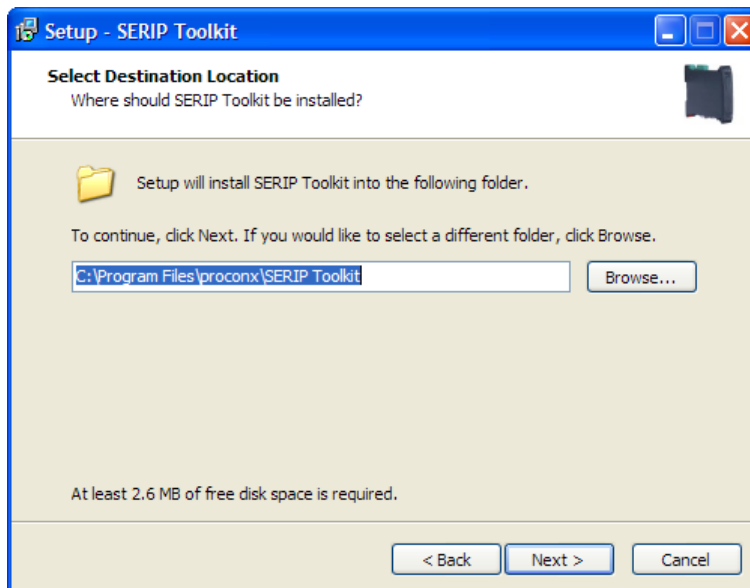 Setup - SERIP Toolkit
Select Destination Location
Where should SERIP Toolkit be installed?
Setup will install SERIP Toolkit into the following folder.
To continue, click Next. If you would like to select a different folder, click Browse.
C:\Program Files\proconx\SERIP Toolkit
Browse...
At least 2.6 MB of free disk space is required.
< Back
Next >
Cancel